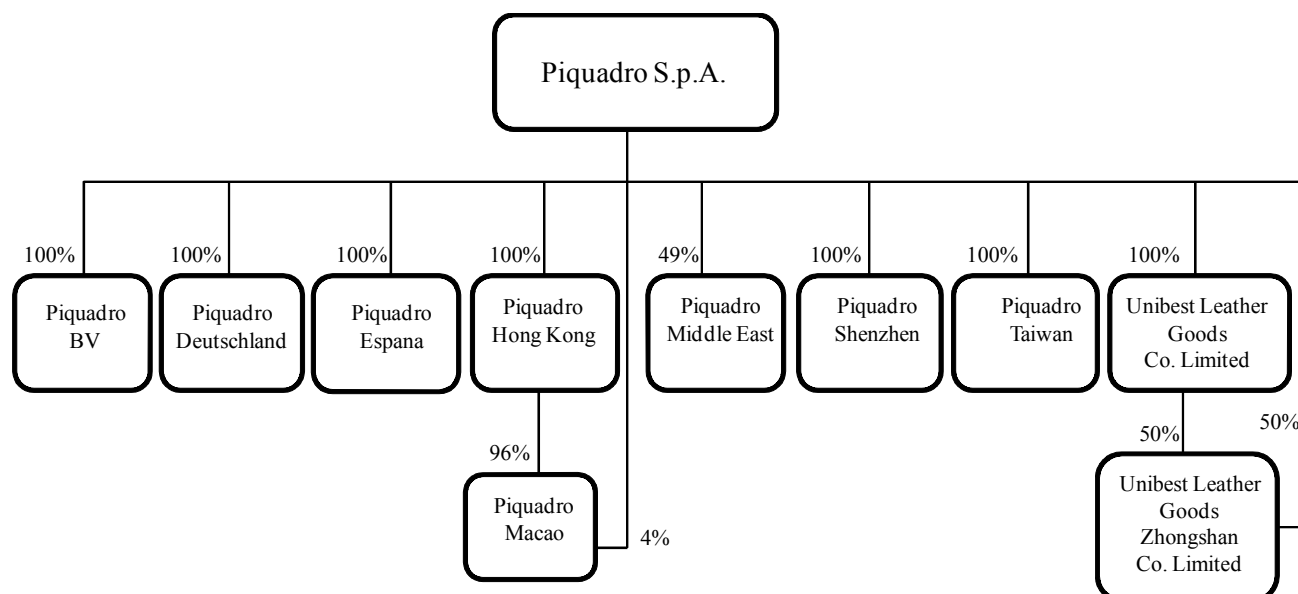 Piquadro S.p.A.
100%
100%
100%
100%
49%
100%
100%
100%
Piquadro
BV
Piquadro
Deutschland
Piquadro
Espana
Piquadro
Hong Kong
Piquadro
Middle East
Piquadro
Shenzhen
Piquadro
Taiwan
Unibest Leather
Goods
Co. Limited
96%
50%
50%
Piquadro
Macao
4%
Unibest Leather
Goods
Zhongshan
Co. Limited